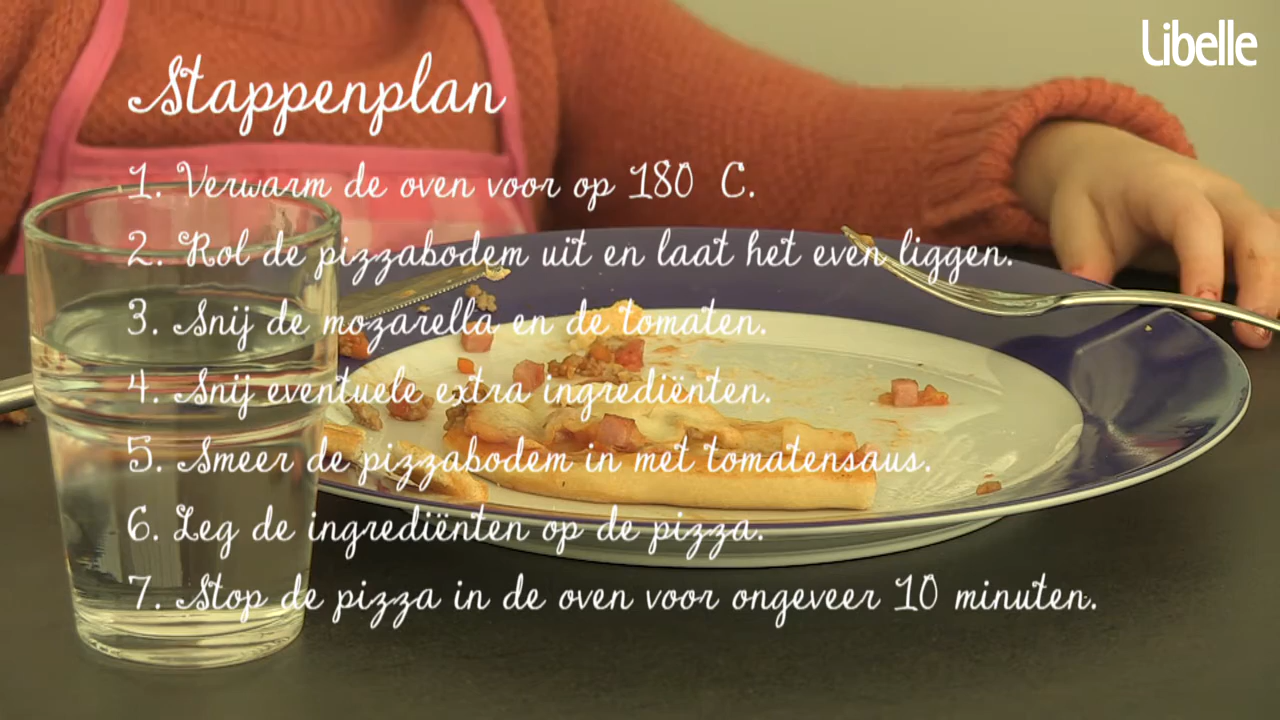 Libelle
Stappenplan
1. Verwarm de oven voor op 180 C.
2. Rol de pizzabodem uit en laat het even liggen.
3. Snij de mozarella en de tomaten.
4. Snij eventuele extra ingrediënten.
5. Smeer de pizzabodem in met tomatensaus.
6. Leg de ingrediënten op de pizza.
7. Stop de pizza in de oven voor ongeveer 10 minuten.